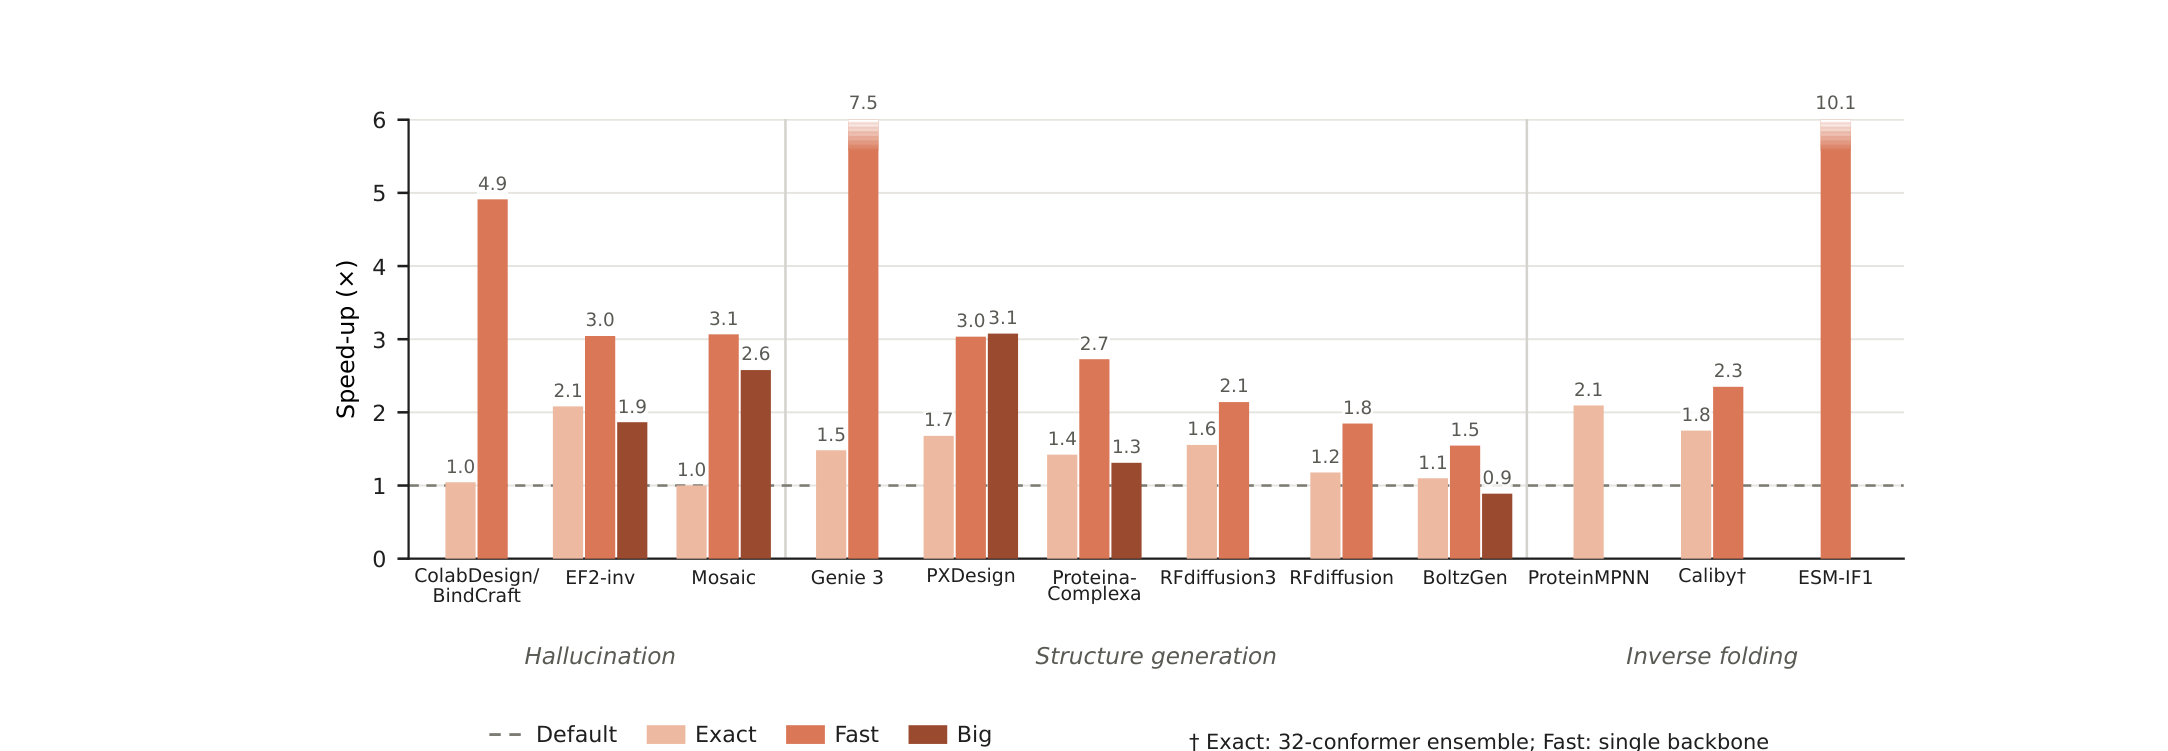 7.5
10.1
6
5
4
3
2
1
0
Speed-up (×)
1.0
4.9
2.1
3.0
1.9
1.0
3.1
2.6
1.5
1.7
3.0
3.1
1.4
2.7
1.3
1.6
2.1
1.2
1.8
1.1
1.5
0.9
2.1
1.8
2.3
ColabDesign/
BindCraft
EF2-inv
Mosaic
Genie 3
PXDesign
Proteina-
Complexa
RFdiffusion3
RFdiffusion
BoltzGen
ProteinMPNN
Caliby†
ESM-IF1
Hallucination
Structure generation
Inverse folding
Default
Exact
Fast
Big
† Exact: 32-conformer ensemble; Fast: single backbone